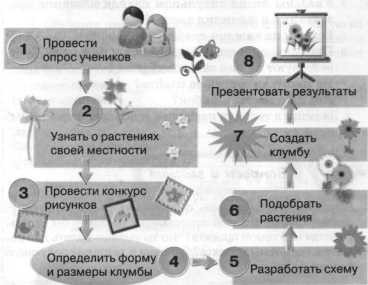 1 Провести
опрос учеников
2
Узнать о растениях
своей местности
3 Провести конкурс
рисунков
Определить форму
и размеры клумбы 4
5 Разработать схему
6 Подобрать
растения
7 Создать
клумбу
8
Презентовать результаты